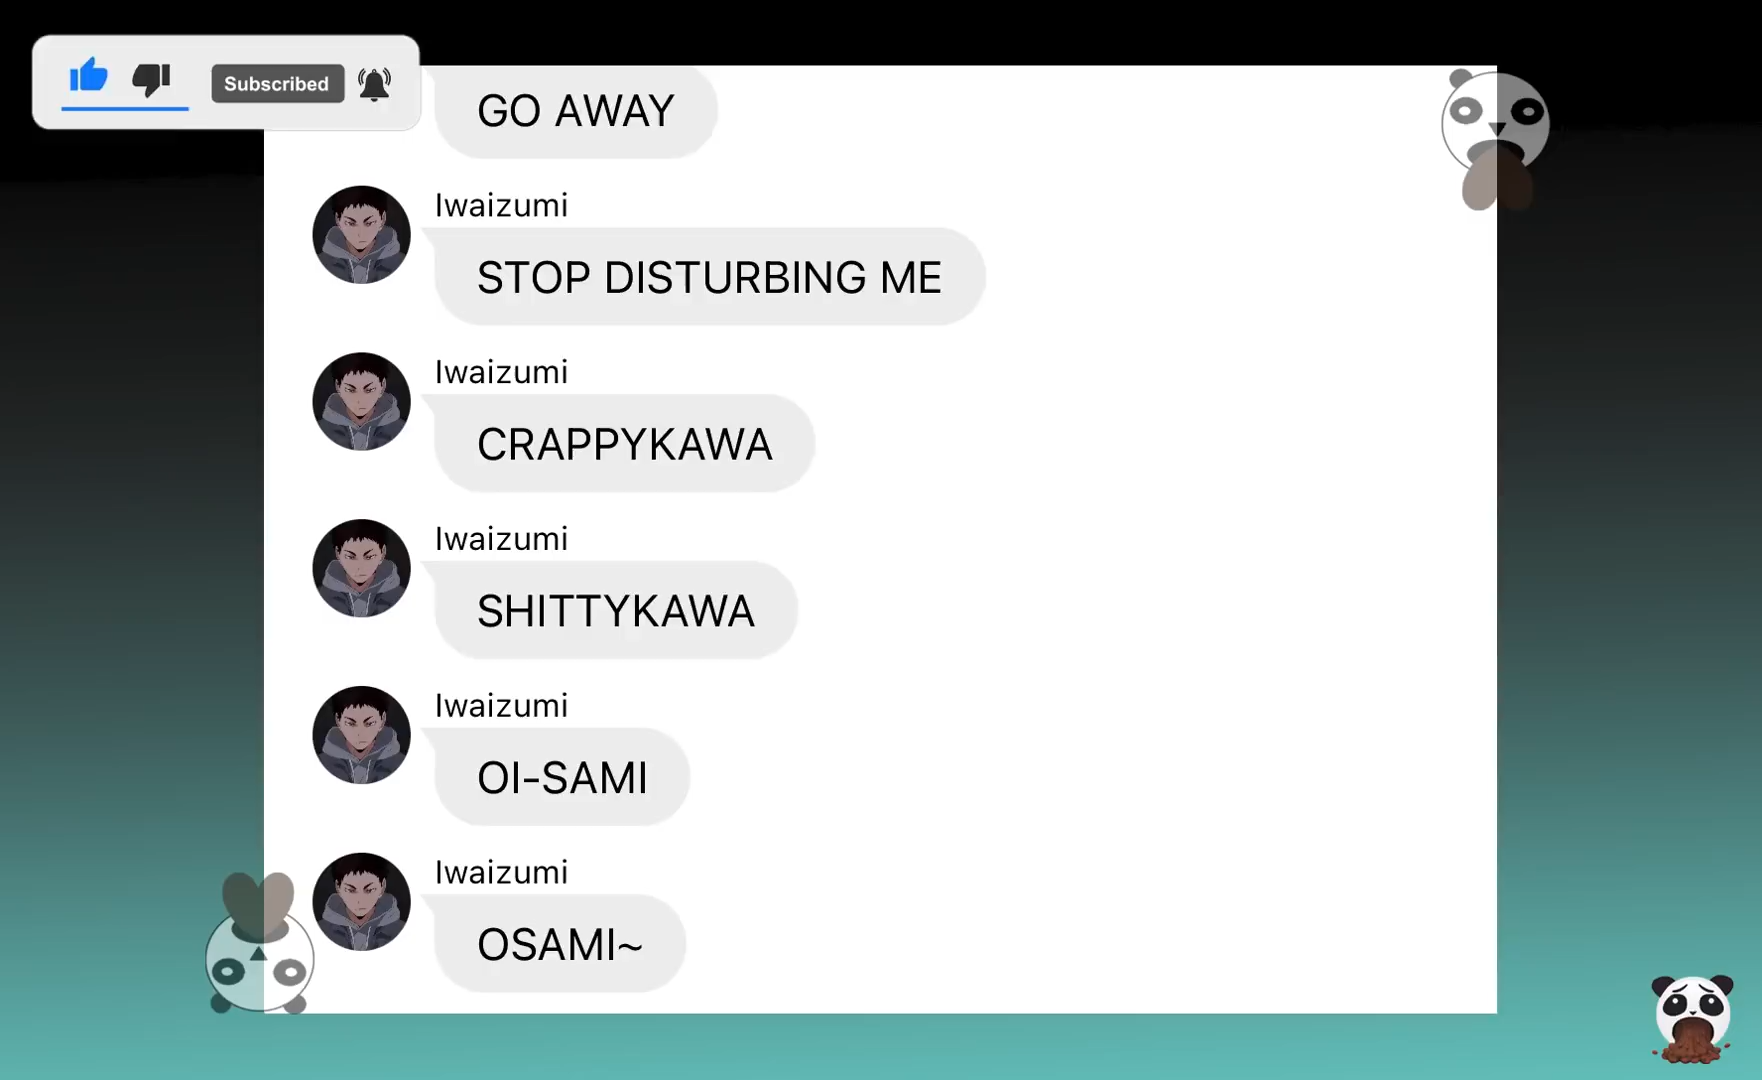 Subscribed
GO AWAY
Iwaizumi
STOP DISTURBING ME
Iwaizumi
CRAPPYKAWA
Iwaizumi
SHITTYKAWA
Iwaizumi
OI-SAMI
Iwaizumi
OSAMI~